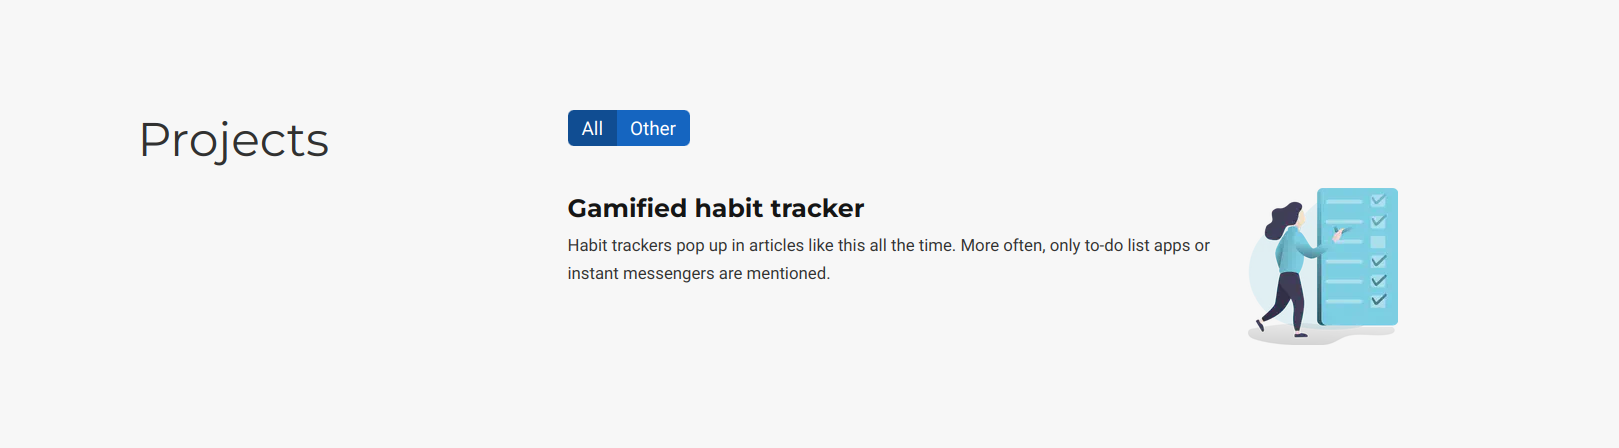 Projects
All Other
Gamified habit tracker
Habit trackers pop up in articles like this all the time. More often, only to-do list apps or
instant messengers are mentioned.